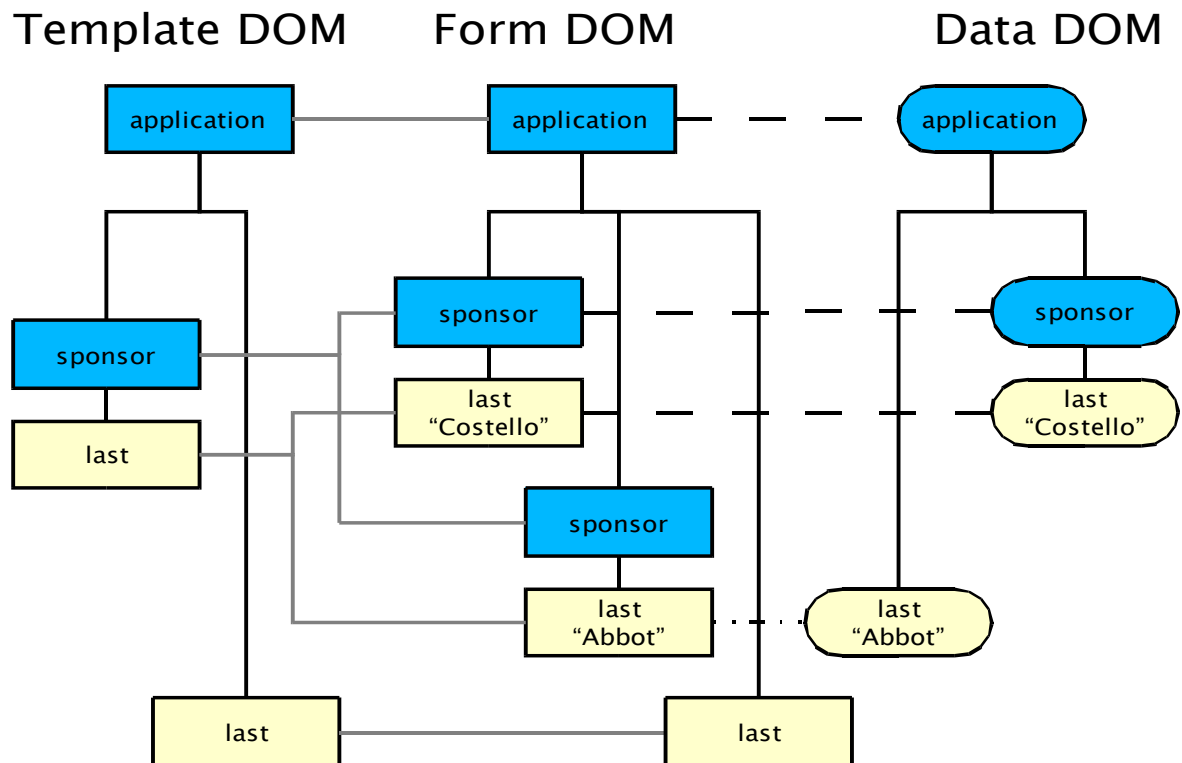 Template DOM
Form DOM
Data DOM
application
application
application
sponsor
sponsor
sponsor
last
“Costello”
last
“Costello”
last
sponsor
last
“Abbot”
last
“Abbot”
last
last